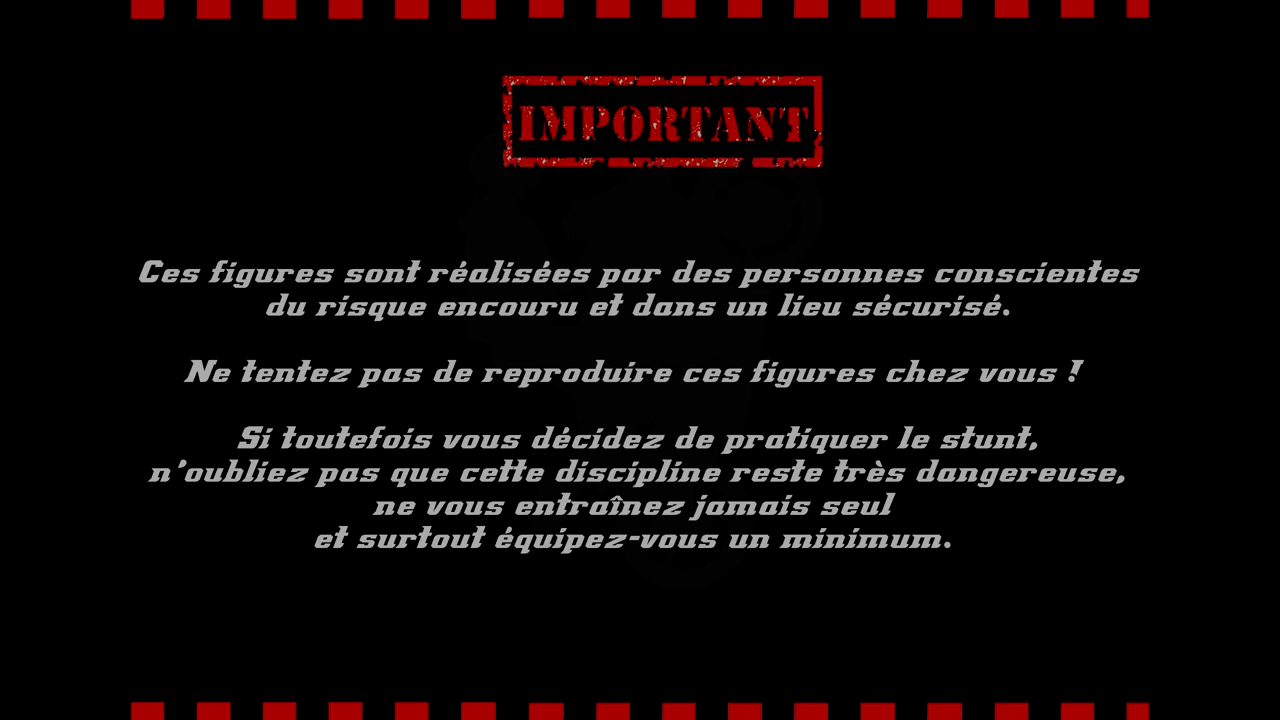 IMPORTANT
Ces figures sont réalisées par des personnes conscientes
du risque encouru et dans un lieu sécurisé.
Ne tentez pas de reproduire ces figures chez vous !
Si toutefois vous décidez de pratiquer le stunt,
n'oubliez pas que cette discipline reste très dangereuse,
ne vous entraînez jamais seul
et surtout équipez-vous un minimum.